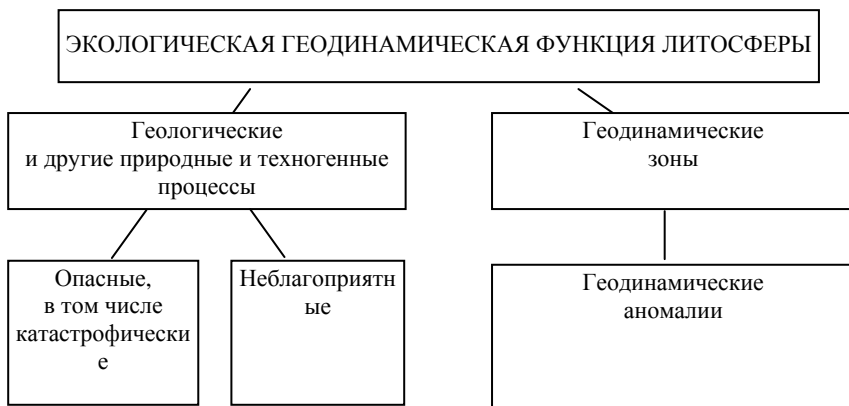 ЭКОЛОГИЧЕСКАЯ ГЕОДИНАМИЧЕСКАЯ ФУНКЦИЯ ЛИТОСФЕРЫ
Геологические
и другие природные и техногенные
процессы
Геодинамические
зоны
Опасные,
в том числе
катастрофически
е
Неблагоприятн
ые
Геодинамические
аномалии